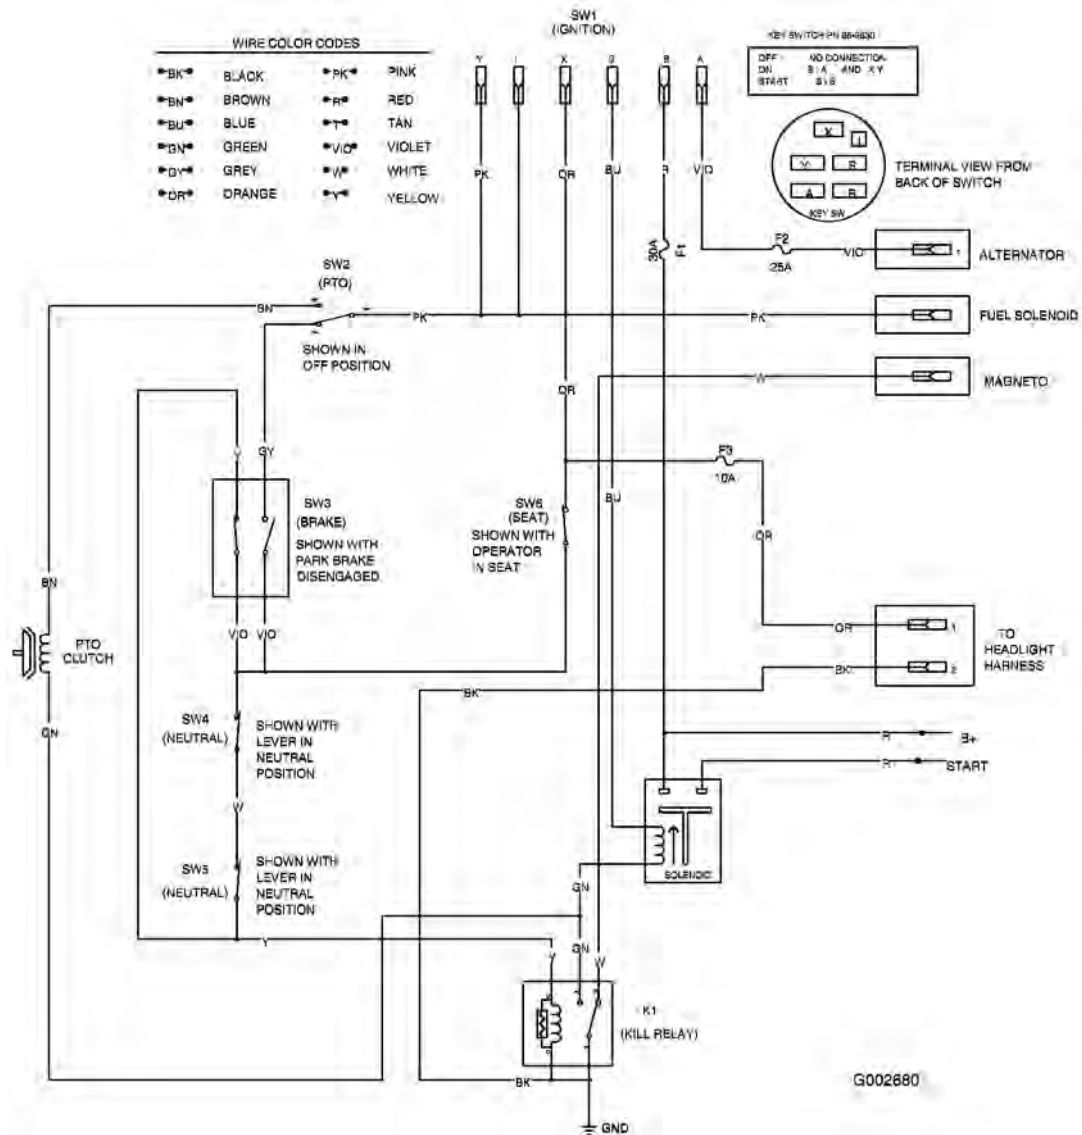 SW1
(IGNITION)
WIRE COLOR CODES
BK BLACK PK PINK
BN BROWN R RED
BU BLUE T TAN
GN GREEN VIO VIOLET
GY GREY W WHITE
OR ORANGE Y YELLOW
Y I X S B A
KEY SWITCH PN
OFF NO CONNECTION
ON B I A AND X Y
START B I S
X
I
Y S
A B
KEY SW
TERMINAL VIEW FROM
BACK OF SWITCH
PK
OR
BU
R
VIO
30A
F1
F2
25A
VIO
1
ALTERNATOR
SW2
(PTO)
BN
PK
PK
FUEL SOLENOID
SHOWN IN
OFF POSITION
W
MAGNETO
OR
GY
F3
10A
SW3
(BRAKE)
SHOWN WITH
PARK BRAKE
DISENGAGED
SW6
(SEAT)
SHOWN WITH
OPERATOR
IN SEAT
BU
OR
BN
PTO
CLUTCH
VIO VIO
OR
1
BK
2
TO
HEADLIGHT
HARNESS
BK
GN
SW4
(NEUTRAL)
SHOWN WITH
LEVER IN
NEUTRAL
POSITION
R
B+
R
START
W
SOLENOID
SW5
(NEUTRAL)
SHOWN WITH
LEVER IN
NEUTRAL
POSITION
GN
Y
GN
Y
W
K1
(KILL RELAY)
BK
G002680
GND